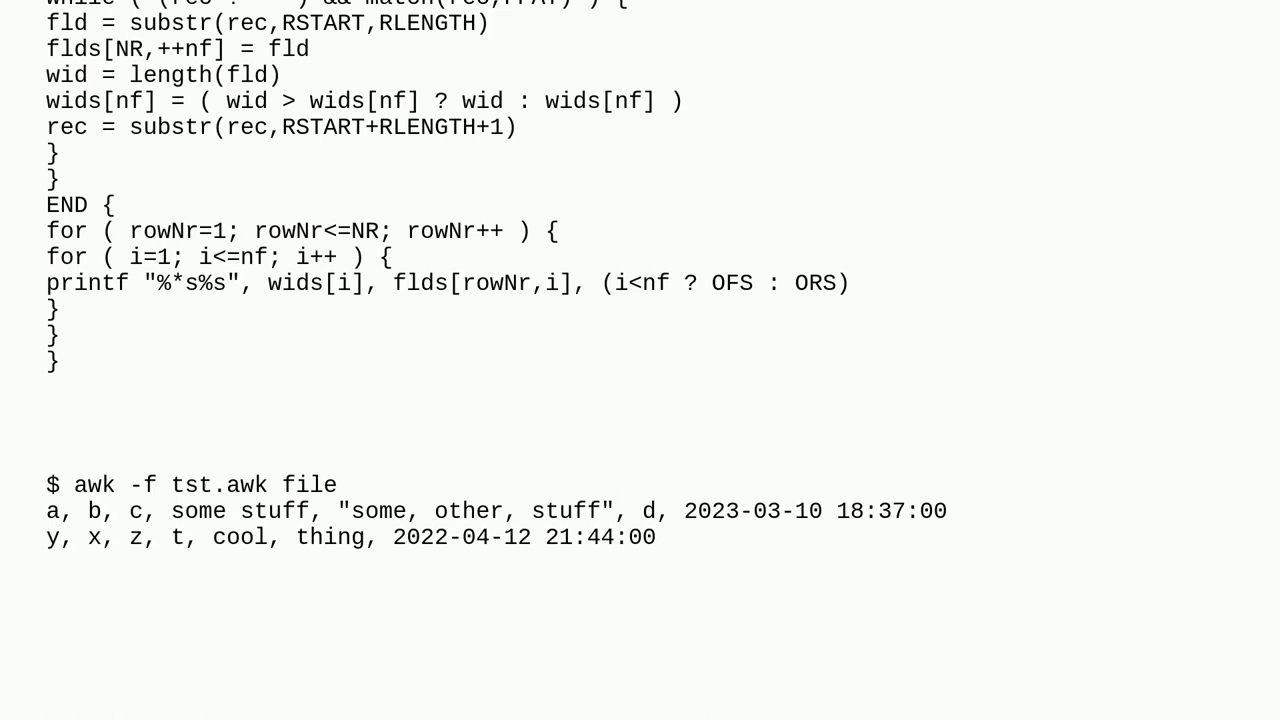 fld = substr(rec,RSTART,RLENGTH)
flds[NR,++nf] = fld
wid = length(fld)
wids[nf] = ( wid > wids[nf] ? wid : wids[nf] )
rec = substr(rec,RSTART+RLENGTH+1)
}
}
END {
for ( rowNr=1; rowNr<=NR; rowNr++ ) {
for ( i=1; i<=nf; i++ ) {
printf "%*s%s", wids[i], flds[rowNr,i], (i<nf ? OFS : ORS)
}
}
}
$ awk -f tst.awk file
a, b, c, some stuff, "some, other, stuff", d, 2023-03-10 18:37:00
y, x, z, t, cool, thing, 2022-04-12 21:44:00